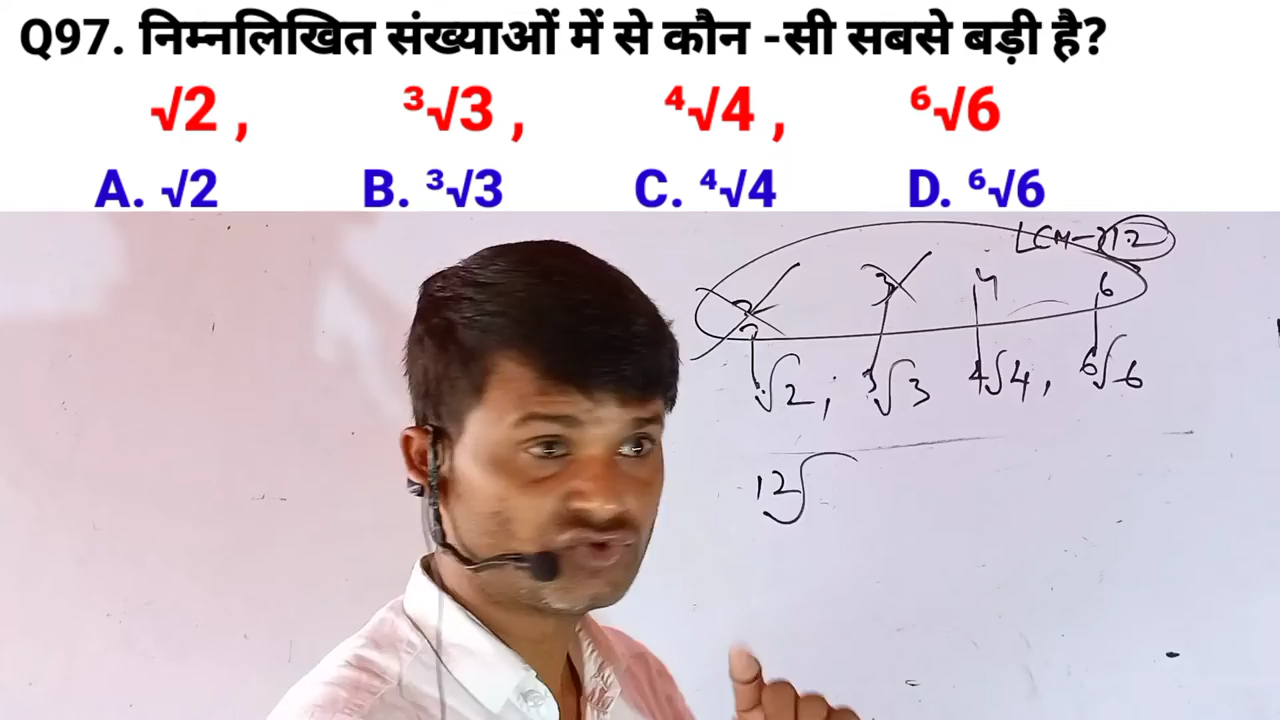 Q97. निम्नलिखित संख्याओं में से कौन -सी सबसे बड़ी है?
√2 , ³√3 , ⁴√4 , ⁶√6
A. √2 B. ³√3 C. ⁴√4 D. ⁶√6
LCM-12
2 3 4 6
²√2 ; ³√3 ⁴√4 , ⁶√6
¹²√